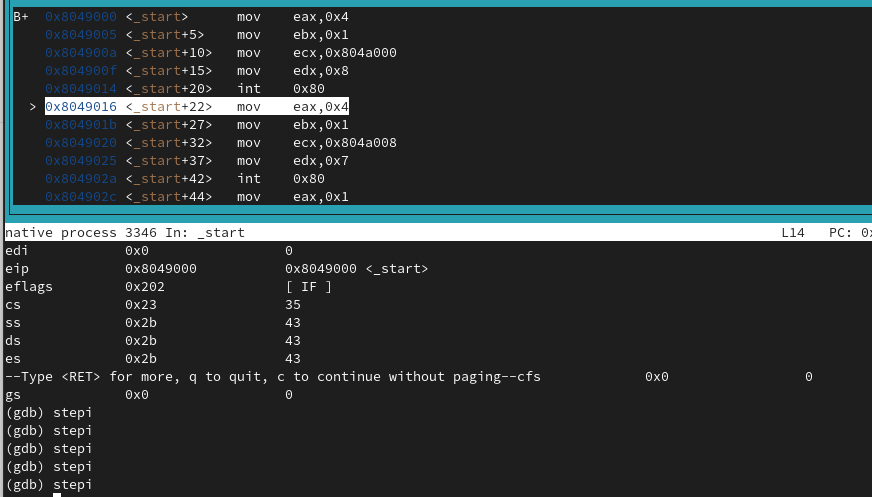 B+ 0x8049000 <_start> mov eax,0x4
0x8049005 <_start+5> mov ebx,0x1
0x804900a <_start+10> mov ecx,0x804a000
0x804900f <_start+15> mov edx,0x8
0x8049014 <_start+20> int 0x80
> 0x8049016 <_start+22> mov eax,0x4
0x804901b <_start+27> mov ebx,0x1
0x8049020 <_start+32> mov ecx,0x804a008
0x8049025 <_start+37> mov edx,0x7
0x804902a <_start+42> int 0x80
0x804902c <_start+44> mov eax,0x1
native process 3346 In: _start L14 PC: 0x
edi 0x0 0
eip 0x8049000 0x8049000 <_start>
eflags 0x202 [ IF ]
cs 0x23 35
ss 0x2b 43
ds 0x2b 43
es 0x2b 43
--Type <RET> for more, q to quit, c to continue without paging--cfs 0x0 0
gs 0x0 0
(gdb) stepi
(gdb) stepi
(gdb) stepi
(gdb) stepi
(gdb) stepi